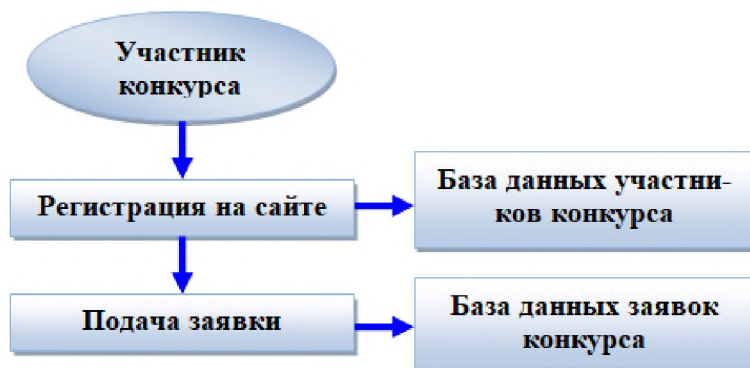 Участник
конкурса
Регистрация на сайте
База данных участни-
ков конкурса
Подача заявки
База данных заявок
конкурса